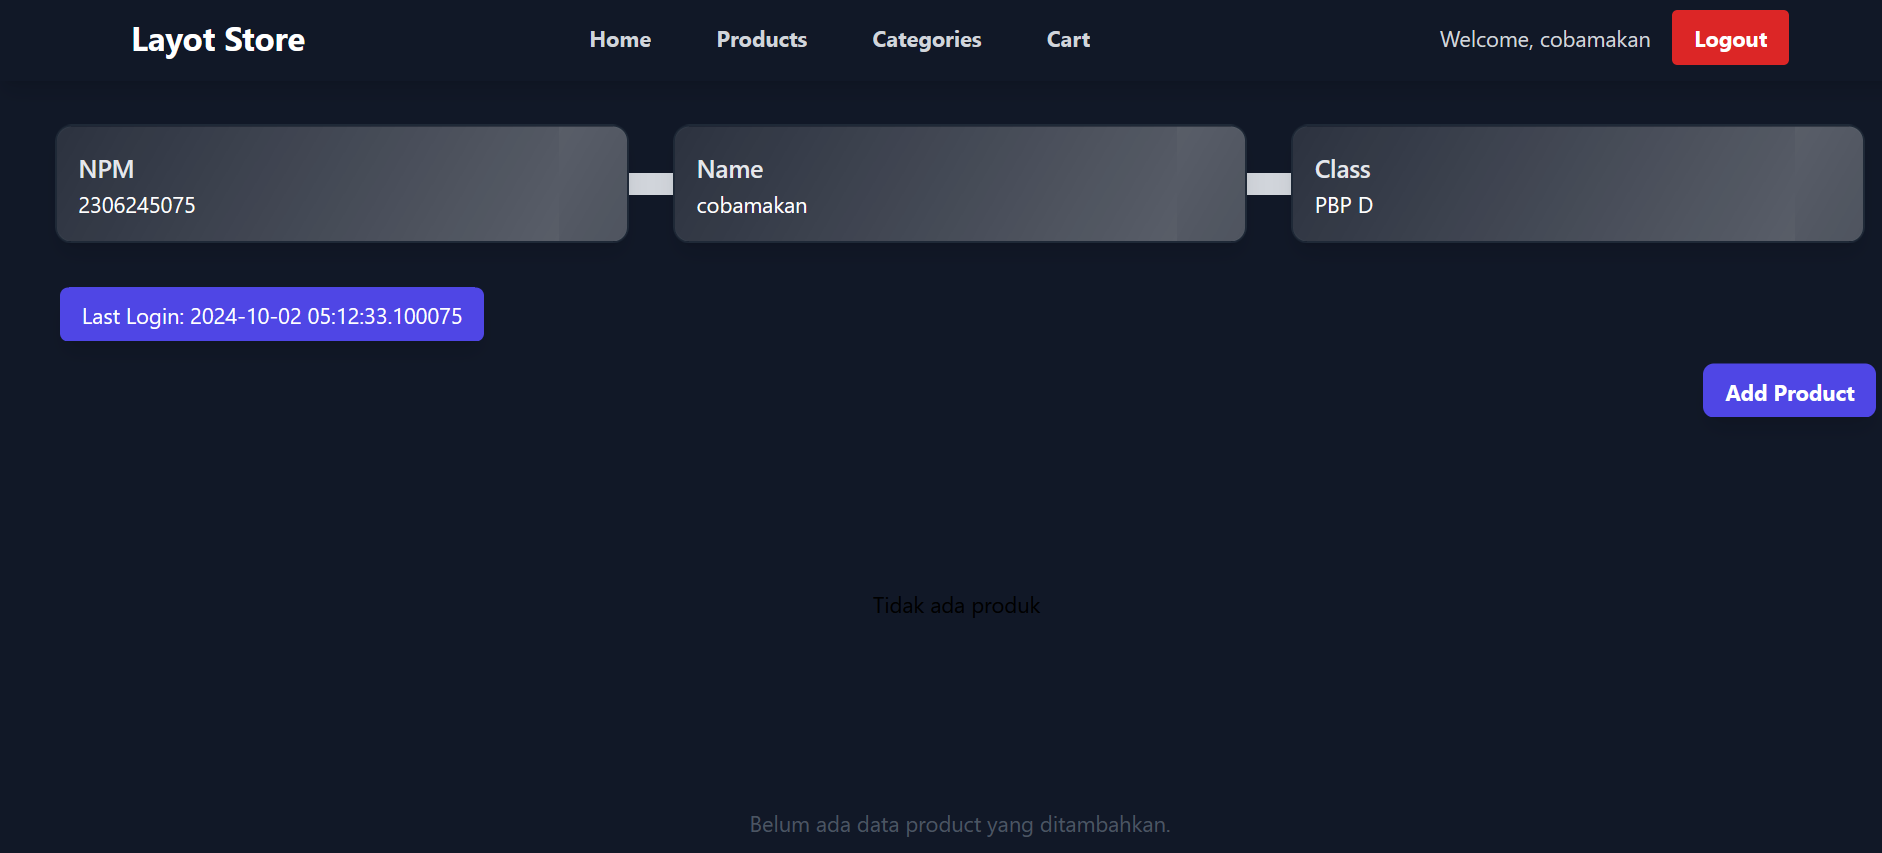 Layot Store
Home Products Categories Cart
Welcome, cobamakan Logout
NPM
2306245075
Name
cobamakan
Class
PBP D
Last Login: 2024-10-02 05:12:33.100075
Add Product
Tidak ada produk
Belum ada data product yang ditambahkan.